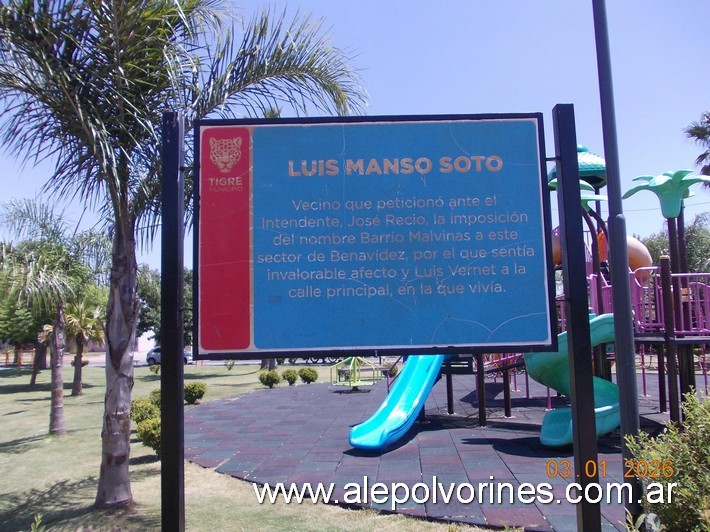 LUIS MANSO SOTO
TIGRE
MUNICIPIO
Vecino que peticionó ante el
Intendente, José Recio, la imposición
del nombre Barrio Malvinas a este
sector de Benavídez, por el que sentía
invalorable afecto y Luis Vernet a la
calle principal, en la que vivía.
03 01 2026
www.alepolvorines.com.ar